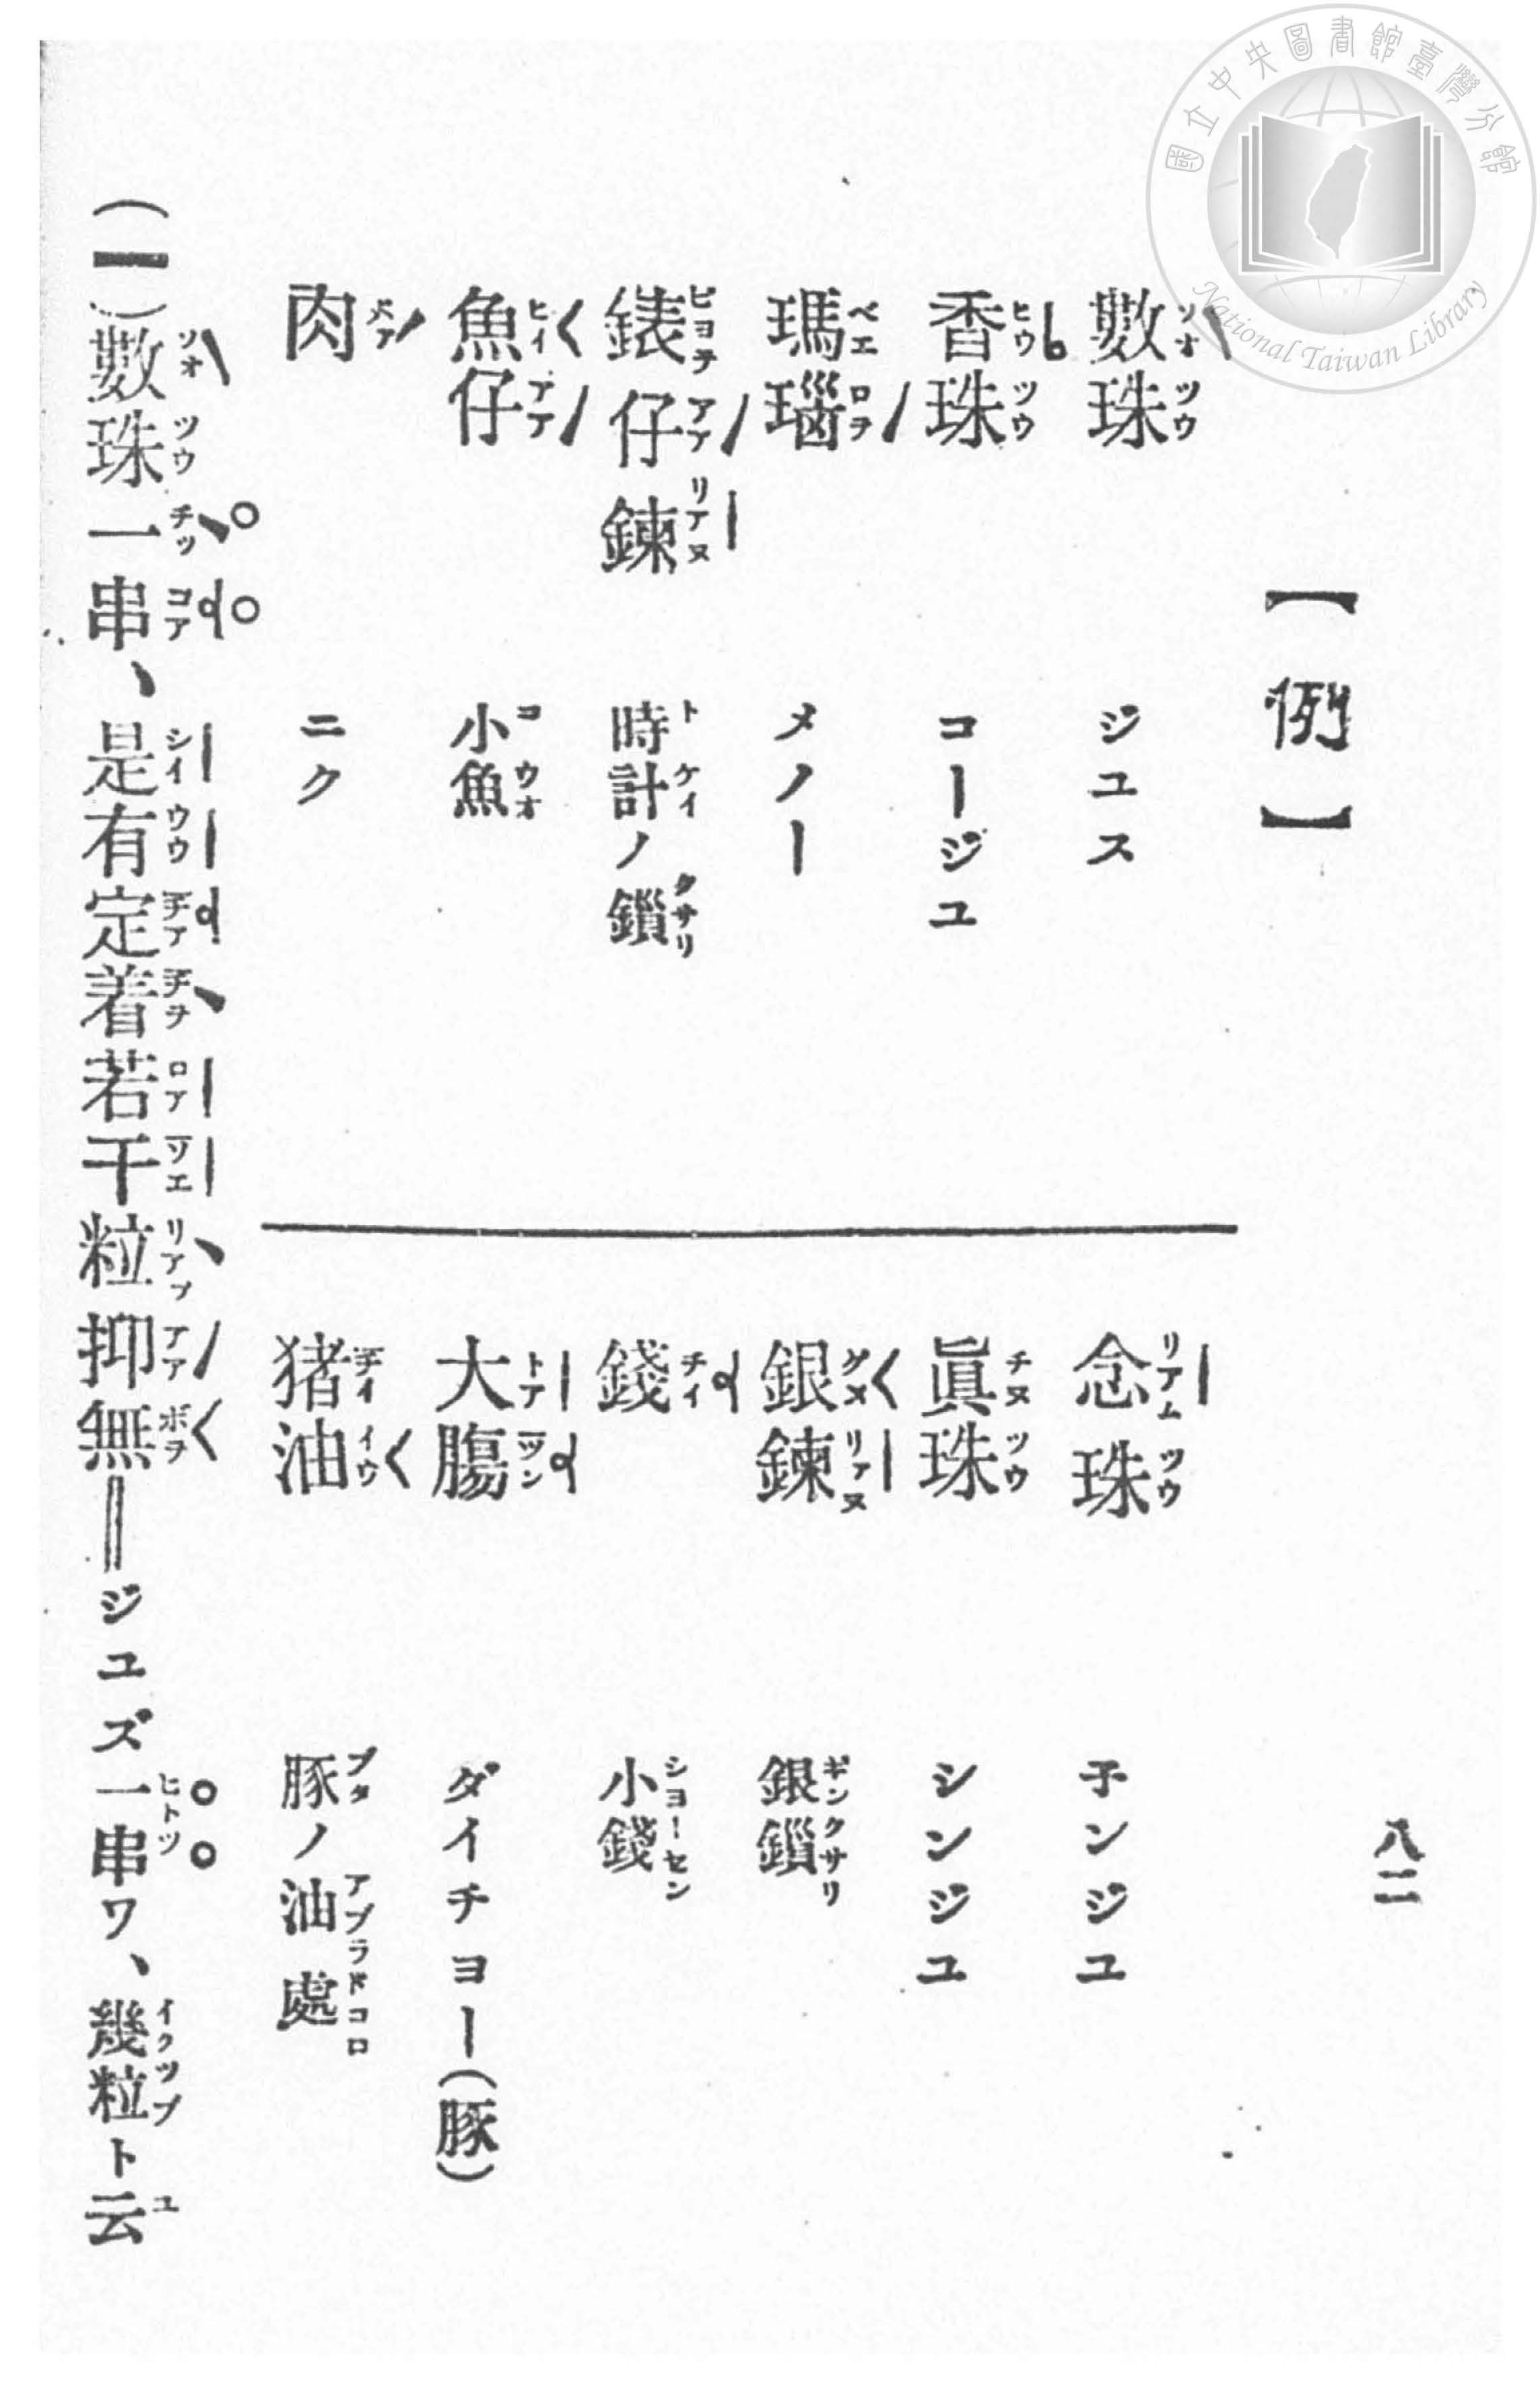 國立中央圖書館臺灣分館
National Taiwan Library
八二
【例】
數珠 ジユス
香珠 コージユ
瑪瑙 メノー
錶仔鍊 時計ノ鎖
魚仔 小魚
肉 ニク
念珠 子ンジユ
眞珠 シンジユ
銀鍊 銀鎖
錢 小錢
大腸 ダイチヨー(豚)
猪油 豚ノ油處
(一)數珠一串、是有定着若干粒抑無＝ジユズ一串ワ、幾粒ト云